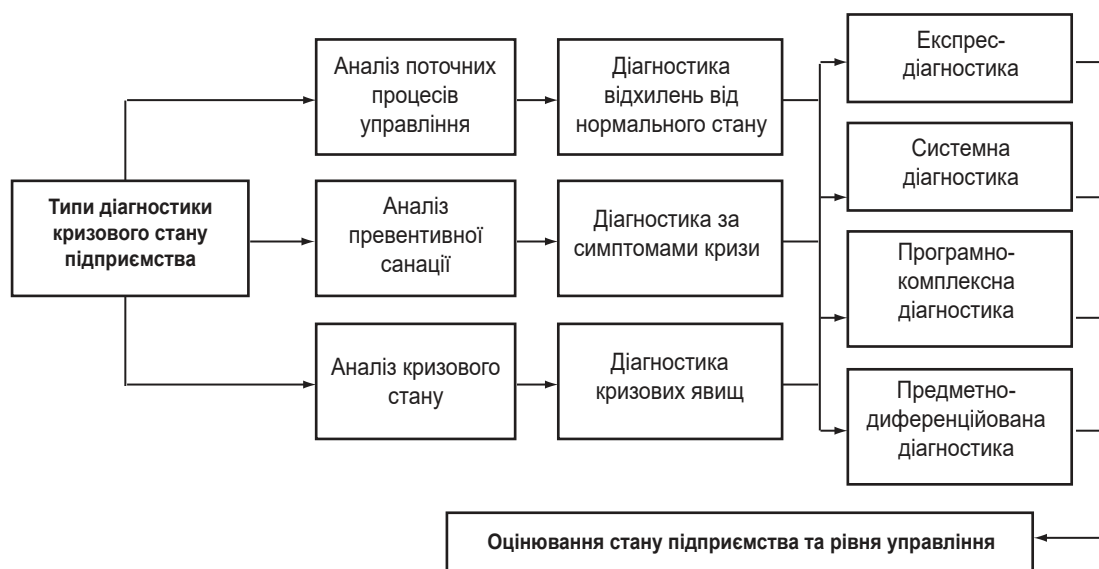 Типи діагностики
кризового стану
підприємства
Аналіз поточних
процесів
управління
Аналіз
превентивної
санації
Аналіз кризового
стану
Діагностика
відхилень від
нормального стану
Діагностика за
симптомами кризи
Діагностика
кризових явищ
Експрес-
діагностика
Системна
діагностика
Програмно-
комплексна
діагностика
Предметно-
диференційована
діагностика
Оцінювання стану підприємства та рівня управління